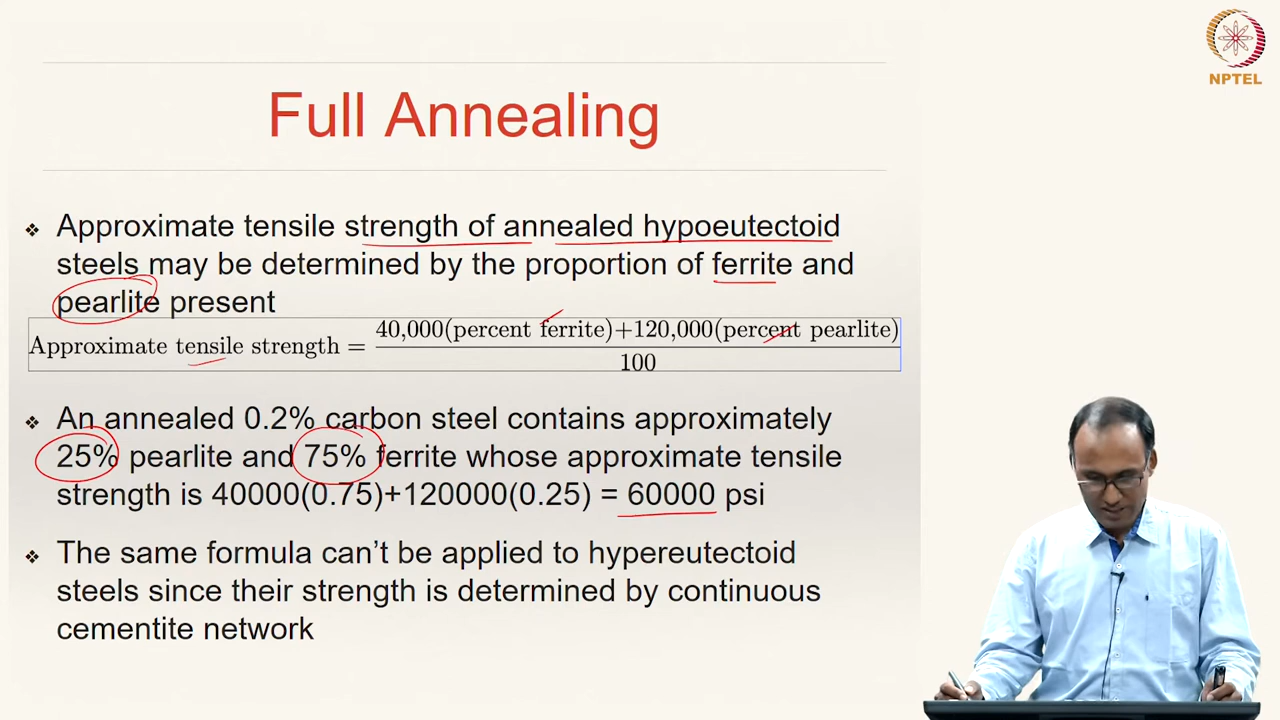 NPTEL
Full Annealing
❖ Approximate tensile strength of annealed hypoeutectoid
steels may be determined by the proportion of ferrite and
pearlite present
Approximate tensile strength = 40,000(percent ferrite)+120,000(percent pearlite)
100
❖ An annealed 0.2% carbon steel contains approximately
25% pearlite and 75% ferrite whose approximate tensile
strength is 40000(0.75)+120000(0.25) = 60000 psi
❖ The same formula can't be applied to hypereutectoid
steels since their strength is determined by continuous
cementite network